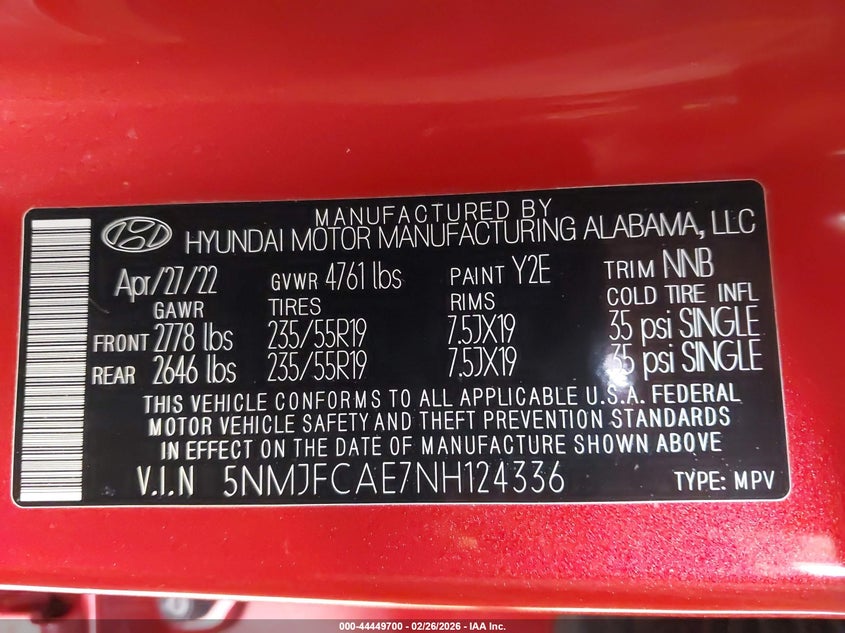 MANUFACTURED BY
HYUNDAI MOTOR MANUFACTURING ALABAMA, LLC
Apr/27/22 GVWR 4761 lbs PAINT Y2E TRIM NNB
GAWR TIRES RIMS COLD TIRE INFL
FRONT 2778 lbs 235/55R19 7.5JX19 35 psi SINGLE
REAR 2646 lbs 235/55R19 7.5JX19 35 psi SINGLE
THIS VEHICLE CONFORMS TO ALL APPLICABLE U.S.A. FEDERAL
MOTOR VEHICLE SAFETY AND THEFT PREVENTION STANDARDS
IN EFFECT ON THE DATE OF MANUFACTURE SHOWN ABOVE
V.I.N 5NMJFCAE7NH124336 TYPE: MPV
000-44449700 - 02/26/2026 - IAA Inc.